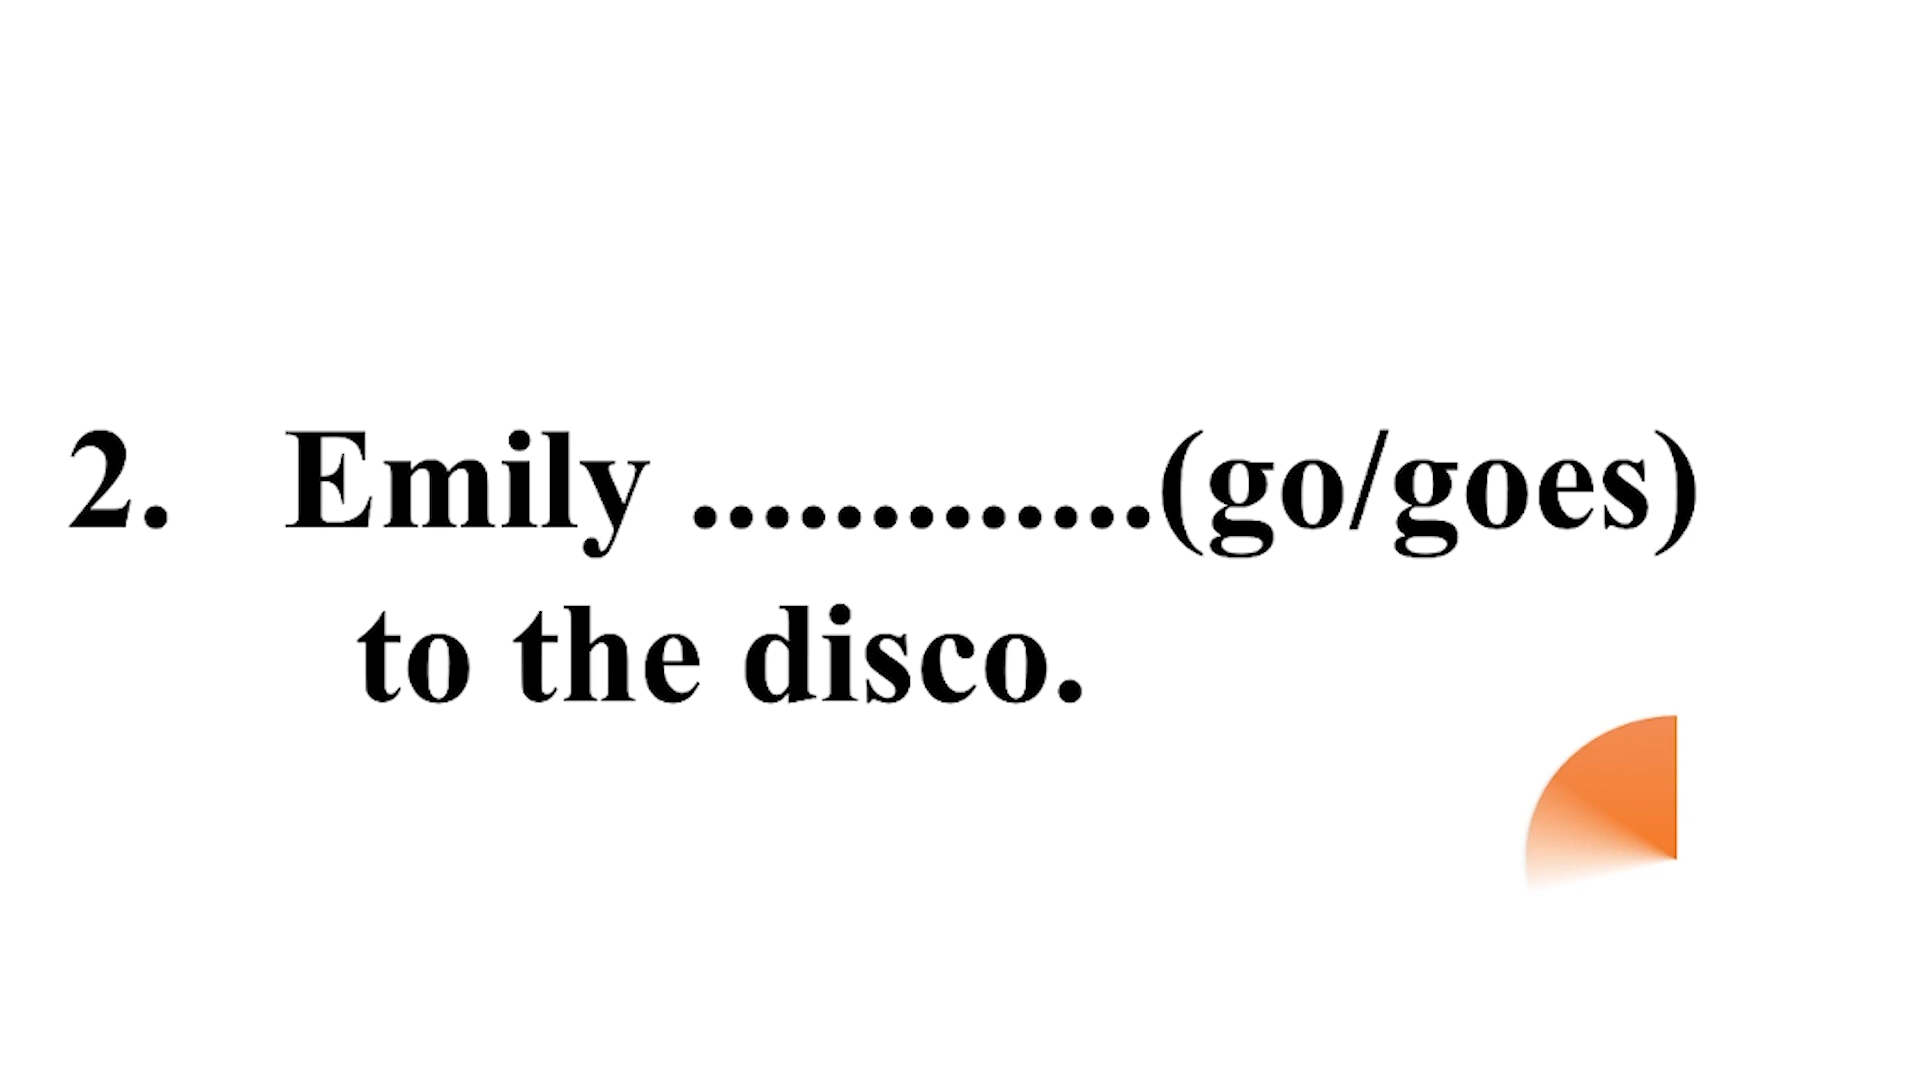 2. Emily .............(go/goes)
to the disco.